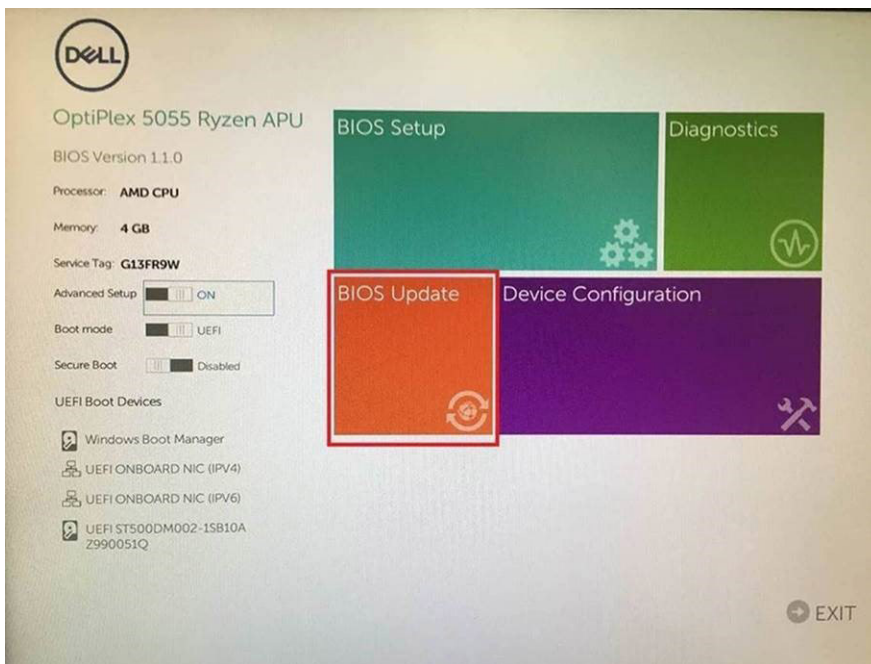 DELL
OptiPlex 5055 Ryzen APU
BIOS Version 1.1.0
Processor: AMD CPU
Memory: 4 GB
Service Tag: G13FR9W
Advanced Setup ON
Boot mode UEFI
Secure Boot Disabled
UEFI Boot Devices
Windows Boot Manager
UEFI ONBOARD NIC (IPV4)
UEFI ONBOARD NIC (IPV6)
UEFI ST500DM002-1SB10A
Z990051Q
BIOS Setup
Diagnostics
BIOS Update
Device Configuration
EXIT